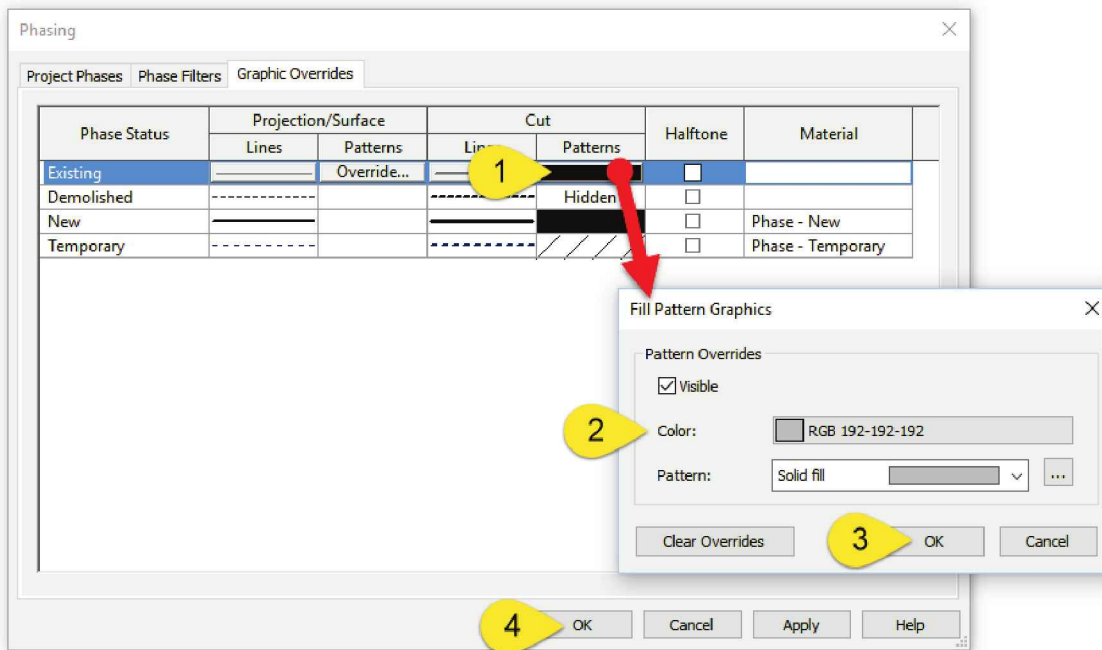 Phasing
Project Phases Phase Filters Graphic Overrides
Phase Status Projection/Surface Cut Halftone Material
Lines Patterns Patterns
1
Existing Override...
Demolished Hidden
New Phase - New
Temporary Phase - Temporary
Fill Pattern Graphics
Pattern Overrides
Visible
2 Color: RGB 192-192-192
Pattern: Solid fill ...
Clear Overrides 3 OK Cancel
4 OK Cancel Apply Help